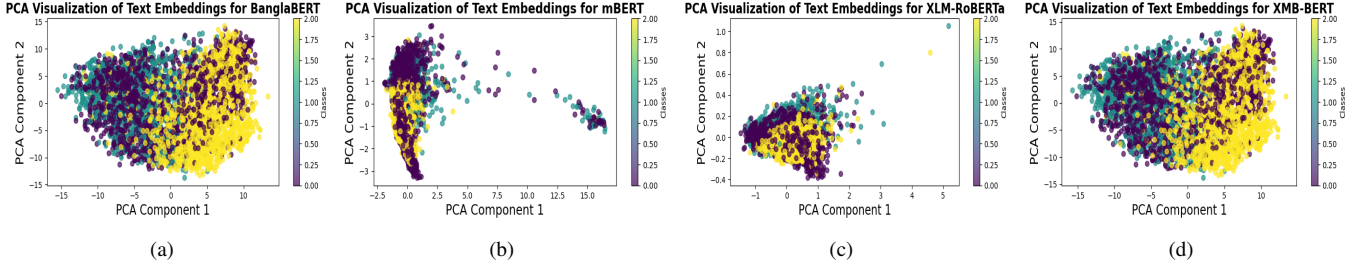 PCA Visualization of Text Embeddings for BanglaBERT
PCA Component 2
10
5
0
−5
−10
−15
−15 −10 −5 0 5 10
PCA Component 1
2.00
1.75
1.50
1.25
1.00
0.75
0.50
0.25
0.00
Classes
(a)
PCA Visualization of Text Embeddings for mBERT
PCA Component 2
3
2
1
0
−1
−2
−3
−2.5 0.0 2.5 5.0 7.5 10.0 12.5 15.0
PCA Component 1
2.00
1.75
1.50
1.25
1.00
0.75
0.50
0.25
0.00
Classes
(b)
PCA Visualization of Text Embeddings for XLM-RoBERTa
PCA Component 2
1.0
0.8
0.6
0.4
0.2
0.0
−0.2
−0.4
−1 0 1 2 3 4 5
PCA Component 1
2.00
1.75
1.50
1.25
1.00
0.75
0.50
0.25
0.00
Classes
(c)
PCA Visualization of Text Embeddings for XMB-BERT
PCA Component 2
15
10
5
0
−5
−10
−15
−15 −10 −5 0 5 10
PCA Component 1
2.00
1.75
1.50
1.25
1.00
0.75
0.50
0.25
0.00
Classes
(d)